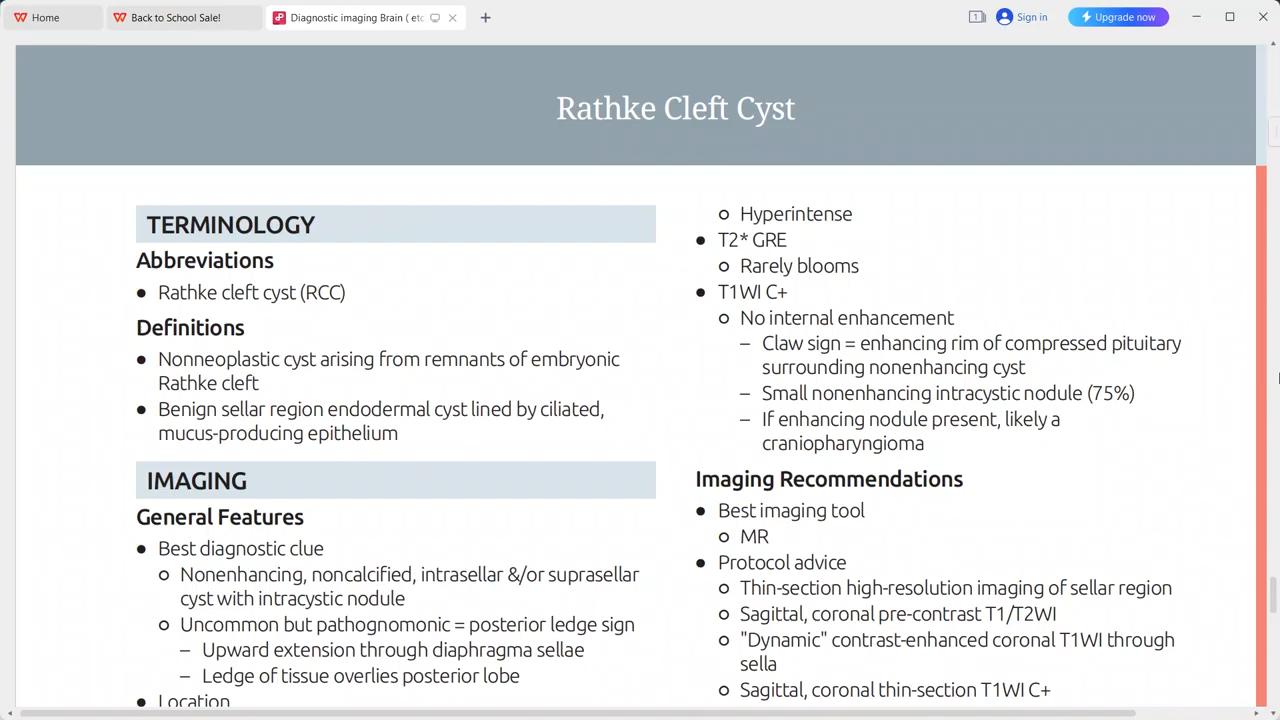 Home
Back to School Sale!
Diagnostic imaging Brain ( etc
1
Sign in
Upgrade now
Rathke Cleft Cyst
TERMINOLOGY
Abbreviations
● Rathke cleft cyst (RCC)
Definitions
● Nonneoplastic cyst arising from remnants of embryonic
Rathke cleft
● Benign sellar region endodermal cyst lined by ciliated,
mucus-producing epithelium
IMAGING
General Features
● Best diagnostic clue
○ Nonenhancing, noncalcified, intrasellar &/or suprasellar
cyst with intracystic nodule
○ Uncommon but pathognomonic = posterior ledge sign
– Upward extension through diaphragma sellae
– Ledge of tissue overlies posterior lobe
● Location
○ Hyperintense
● T2* GRE
○ Rarely blooms
● T1WI C+
○ No internal enhancement
– Claw sign = enhancing rim of compressed pituitary
surrounding nonenhancing cyst
– Small nonenhancing intracystic nodule (75%)
– If enhancing nodule present, likely a
craniopharyngioma
Imaging Recommendations
● Best imaging tool
○ MR
● Protocol advice
○ Thin-section high-resolution imaging of sellar region
○ Sagittal, coronal pre-contrast T1/T2WI
○ "Dynamic" contrast-enhanced coronal T1WI through
sella
○ Sagittal, coronal thin-section T1WI C+